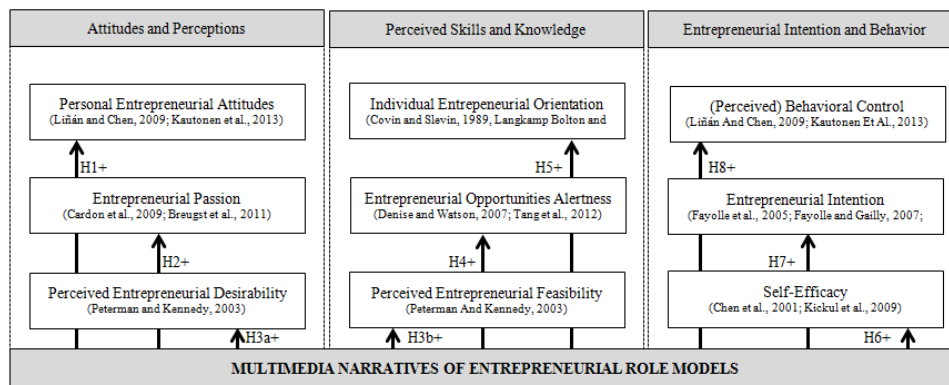 Attitudes and Perceptions
Personal Entrepreneurial Attitudes
(Liñán and Chen, 2009; Kautonen et al., 2013)
H1+
Entrepreneurial Passion
(Cardon et al., 2009; Breugst et al., 2011)
H2+
Perceived Entrepreneurial Desirability
(Peterman and Kennedy, 2003)
H3a+
Perceived Skills and Knowledge
Individual Entrepeneurial Orientation
(Covin and Slevin, 1989, Langkamp Bolton and
H5+
Entrepreneurial Opportunities Alertness
(Denise and Watson, 2007; Tang et al., 2012)
H4+
Perceived Entrepreneurial Feasibility
(Peterman And Kennedy, 2003)
H3b+
Entrepreneurial Intention and Behavior
(Perceived) Behavioral Control
(Liñán And Chen, 2009; Kautonen Et Al., 2013)
H8+
Entrepreneurial Intention
(Fayolle et al., 2005; Fayolle and Gailly, 2007;
H7+
Self-Efficacy
(Chen et al., 2001; Kickul et al., 2009)
H6+
MULTIMEDIA NARRATIVES OF ENTREPRENEURIAL ROLE MODELS